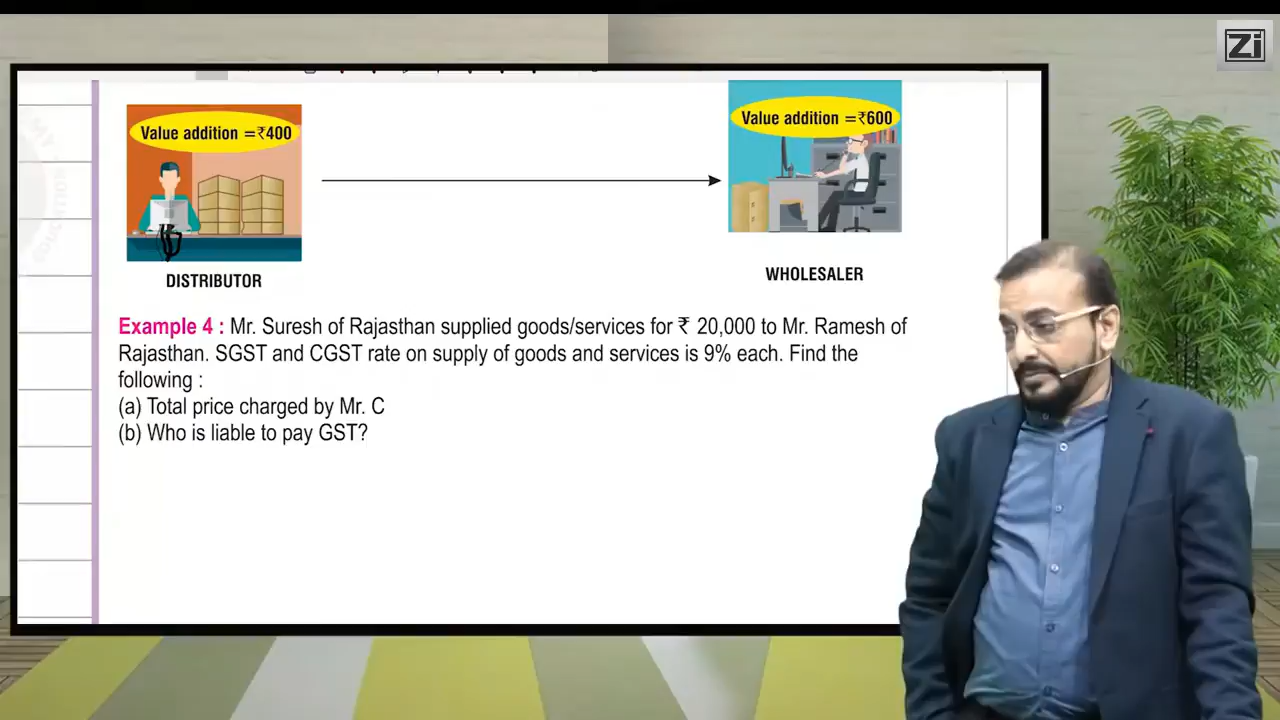 Zi
Value addition =₹400
Value addition =₹600
DISTRIBUTOR
WHOLESALER
Example 4 : Mr. Suresh of Rajasthan supplied goods/services for ₹ 20,000 to Mr. Ramesh of
Rajasthan. SGST and CGST rate on supply of goods and services is 9% each. Find the
following :
(a) Total price charged by Mr. C
(b) Who is liable to pay GST?